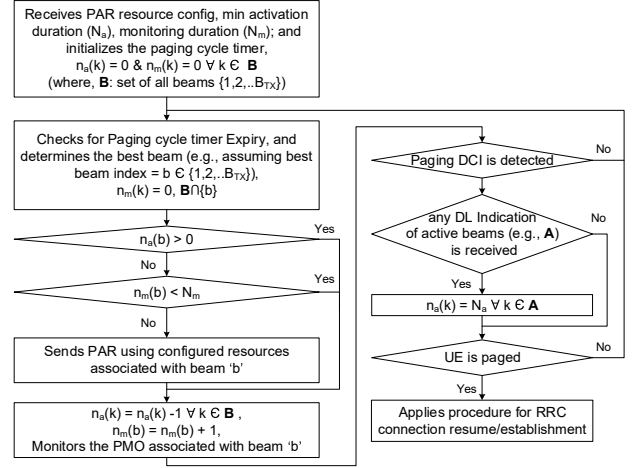 Receives PAR resource config, min activation
duration (Nₐ), monitoring duration (Nₘ); and
initializes the paging cycle timer,
nₐ(k) = 0 & nₘ(k) = 0 ∀ k Є B
(where, B: set of all beams {1,2,..B_TX})
Checks for Paging cycle timer Expiry, and
determines the best beam (e.g., assuming best
beam index = b Є {1,2,..B_TX}),
nₘ(k) = 0, B∩{b}
Yes
nₐ(b) > 0
No
Yes
nₘ(b) < Nₘ
No
Sends PAR using configured resources
associated with beam ‘b’
nₐ(k) = nₐ(k) -1 ∀ k Є B ,
nₘ(b) = nₘ(b) + 1,
Monitors the PMO associated with beam ‘b’
No
Paging DCI is detected
No
any DL Indication
of active beams (e.g., A)
is received
Yes
nₐ(k) = Nₐ ∀ k Є A
No
UE is paged
Yes
Applies procedure for RRC
connection resume/establishment